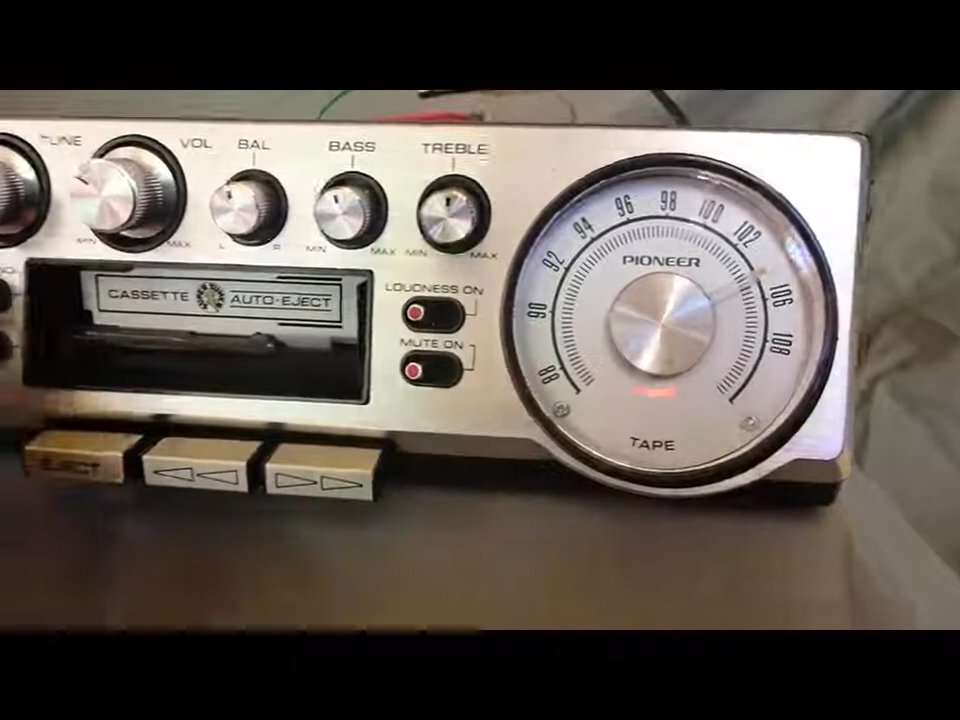 TUNE
VOL
BAL
BASS
TREBLE
MIN MAX
L R
MIN MAX
MIN MAX
CASSETTE AUTO-EJECT
LOUDNESS ON
MUTE ON
EJECT
88 90 92 94 96 98 100 102 106 108
PIONEER
TAPE